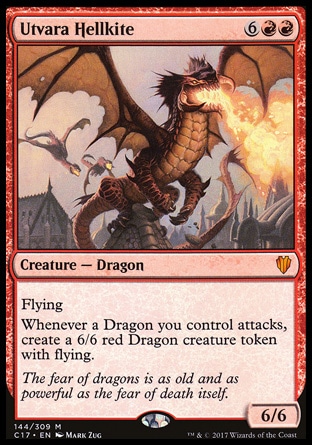 Utvara Hellkite 6
Creature — Dragon
Flying
Whenever a Dragon you control attacks,
create a 6/6 red Dragon creature token
with flying.
The fear of dragons is as old and as
powerful as the fear of death itself.
144/309 M
C17 • EN Mark Zug
™ & © 2017 Wizards of the Coast
6/6